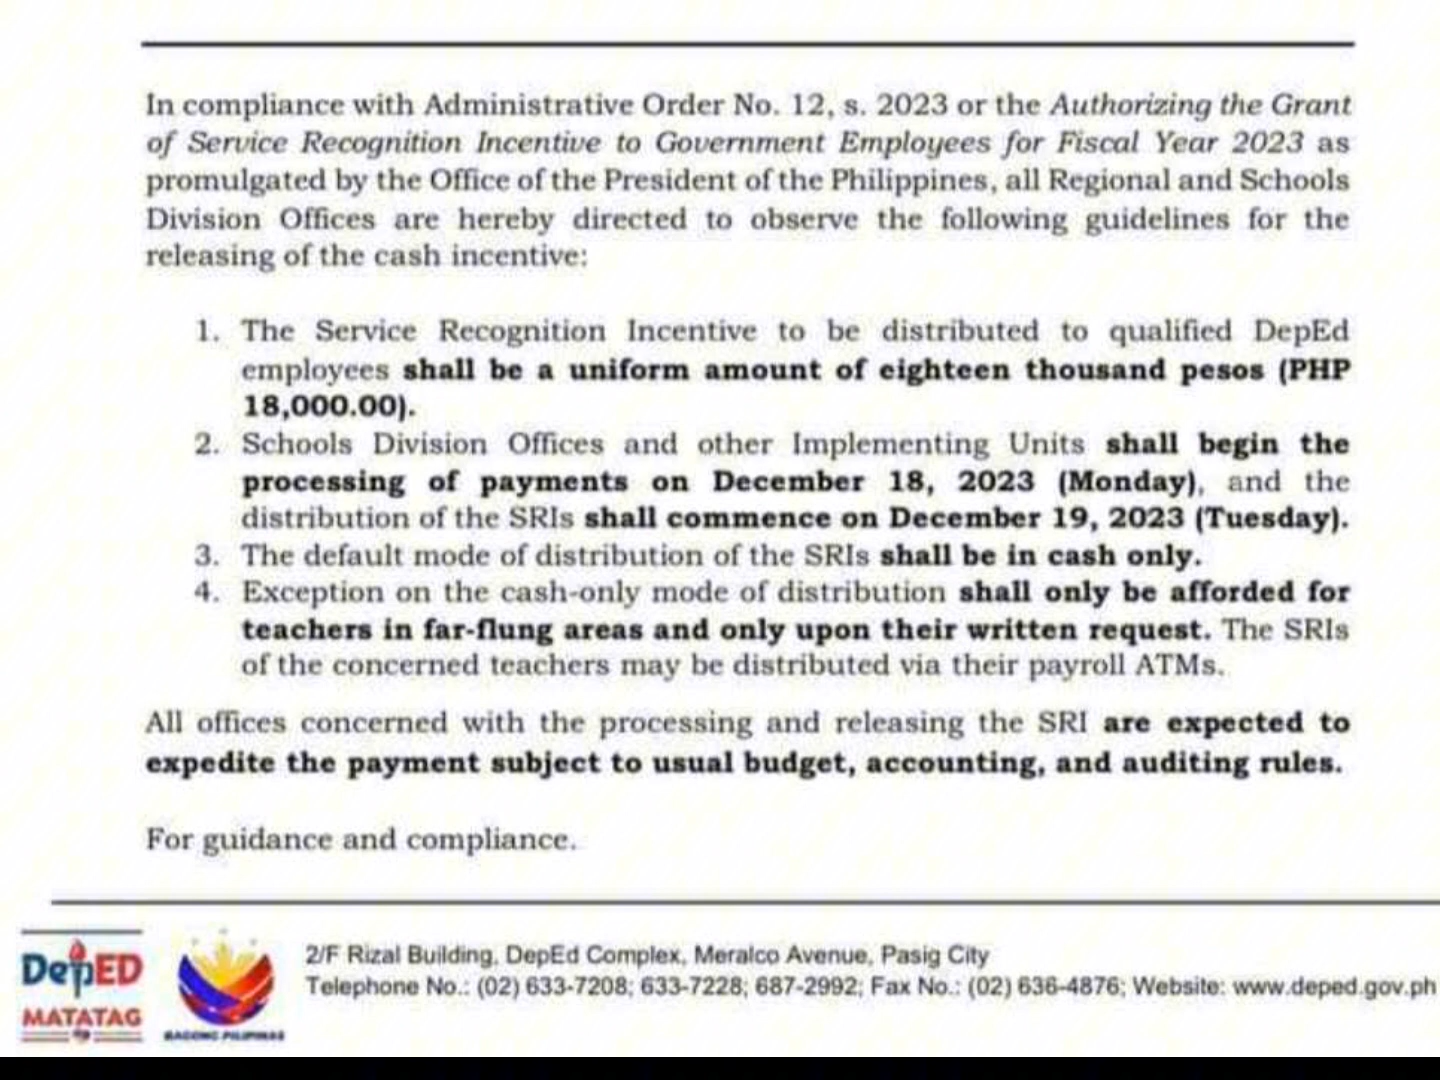 In compliance with Administrative Order No. 12, s. 2023 or the Authorizing the Grant
of Service Recognition Incentive to Government Employees for Fiscal Year 2023 as
promulgated by the Office of the President of the Philippines, all Regional and Schools
Division Offices are hereby directed to observe the following guidelines for the
releasing of the cash incentive:
1. The Service Recognition Incentive to be distributed to qualified DepEd
employees shall be a uniform amount of eighteen thousand pesos (PHP
18,000.00).
2. Schools Division Offices and other Implementing Units shall begin the
processing of payments on December 18, 2023 (Monday), and the
distribution of the SRIs shall commence on December 19, 2023 (Tuesday).
3. The default mode of distribution of the SRIs shall be in cash only.
4. Exception on the cash-only mode of distribution shall only be afforded for
teachers in far-flung areas and only upon their written request. The SRIs
of the concerned teachers may be distributed via their payroll ATMs.
All offices concerned with the processing and releasing the SRI are expected to
expedite the payment subject to usual budget, accounting, and auditing rules.
For guidance and compliance.
DepED
MATATAG
BAGONG PILIPINAS
2/F Rizal Building, DepEd Complex, Meralco Avenue, Pasig City
Telephone No.: (02) 633-7208; 633-7228; 687-2992; Fax No.: (02) 636-4876; Website: www.deped.gov.ph